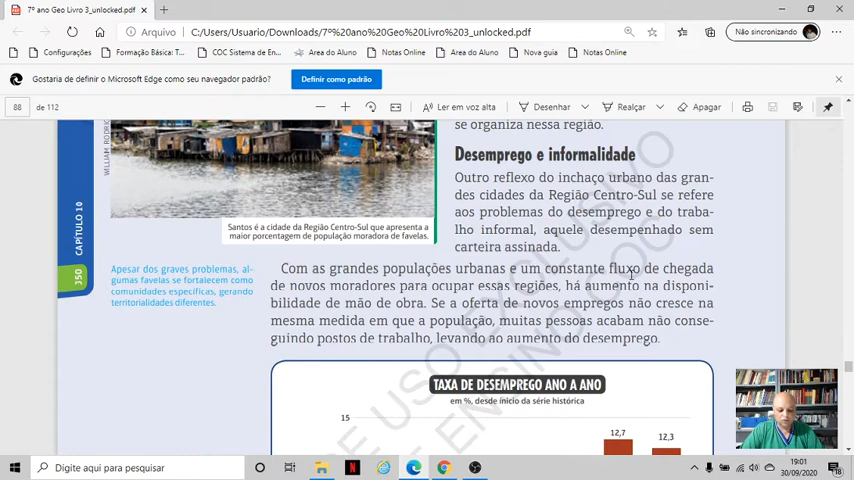 7º ano Geo Livro 3_unlocked.pdf
Arquivo
C:/Users/Usuario/Downloads/7º%20ano%20Geo%20Livro%203_unlocked.pdf
Não sincronizando
Configurações
Formação Básica: T...
COC Sistema de En...
Area do Aluno
Notas Online
Area do Aluno
Nova guia
Notas Online
Gostaria de definir o Microsoft Edge como seu navegador padrão?
Definir como padrão
88 de 112
Ler em voz alta
Desenhar
Realçar
Apagar
se organiza nessa região.
Desemprego e informalidade
Outro reflexo do inchaço urbano das gran-
des cidades da Região Centro-Sul se refere
aos problemas do desemprego e do traba-
lho informal, aquele desempenhado sem
carteira assinada.
Santos é a cidade da Região Centro-Sul que apresenta a
maior porcentagem de população moradora de favelas.
CAPÍTULO 10
350
Apesar dos graves problemas, al-
gumas favelas se fortalecem como
comunidades específicas, gerando
territorialidades diferentes.
Com as grandes populações urbanas e um constante fluxo de chegada
de novos moradores para ocupar essas regiões, há aumento na disponi-
bilidade de mão de obra. Se a oferta de novos empregos não cresce na
mesma medida em que a população, muitas pessoas acabam não conse-
guindo postos de trabalho, levando ao aumento do desemprego.
TAXA DE DESEMPREGO ANO A ANO
em %, desde início da série histórica
15
12,7
12,3
DE USO EXCLUSIVO
DE ENSINO COC
Digite aqui para pesquisar
19:01
30/09/2020
18